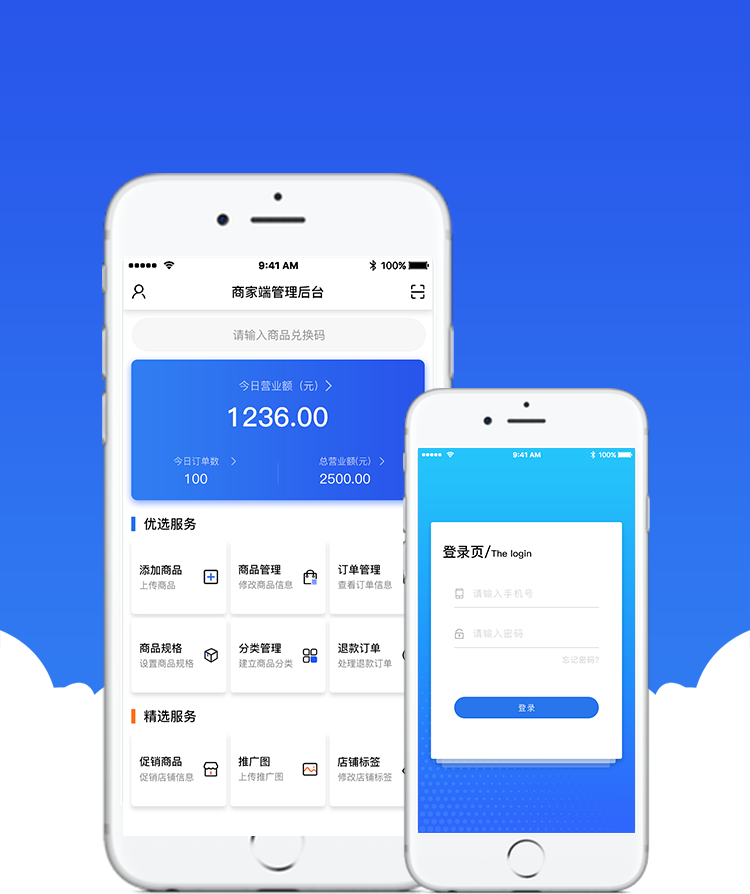 9:41 AM 100%
商家端管理后台
请输入商品兑换码
今日营业额（元）
1236.00
今日订单数 总营业额(元)
100 2500.00
优选服务
添加商品 商品管理 订单管理
上传商品 修改商品信息 查看订单信息
商品规格 分类管理 退款订单
设置商品规格 建立商品分类 处理退款订单
精选服务
促销商品 推广图 店铺标签
促销店铺信息 上传推广图 修改店铺标签
9:41 AM 100%
登录页/The login
请输入手机号
请输入密码
忘记密码?
登录